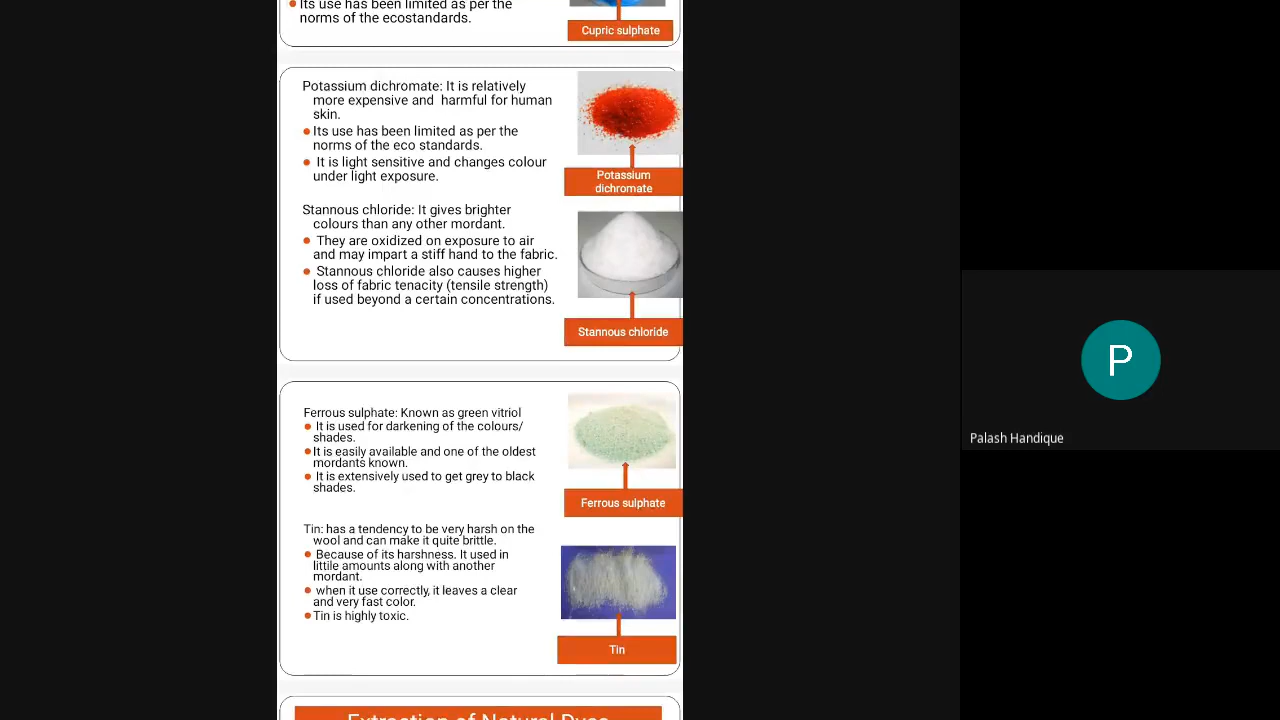 Its use has been limited as per the
norms of the ecostandards.
Cupric sulphate
Potassium dichromate: It is relatively
more expensive and harmful for human
skin.
Its use has been limited as per the
norms of the eco standards.
It is light sensitive and changes colour
under light exposure.
Potassium
dichromate
Stannous chloride: It gives brighter
colours than any other mordant.
They are oxidized on exposure to air
and may impart a stiff hand to the fabric.
Stannous chloride also causes higher
loss of fabric tenacity (tensile strength)
if used beyond a certain concentrations.
Stannous chloride
Ferrous sulphate: Known as green vitriol
It is used for darkening of the colours/
shades.
It is easily available and one of the oldest
mordants known.
It is extensively used to get grey to black
shades.
Ferrous sulphate
Tin: has a tendency to be very harsh on the
wool and can make it quite brittle.
Because of its harshness. It used in
littile amounts along with another
mordant.
when it use correctly, it leaves a clear
and very fast color.
Tin is highly toxic.
Tin
Extraction of Natural Dyes
P
Palash Handique